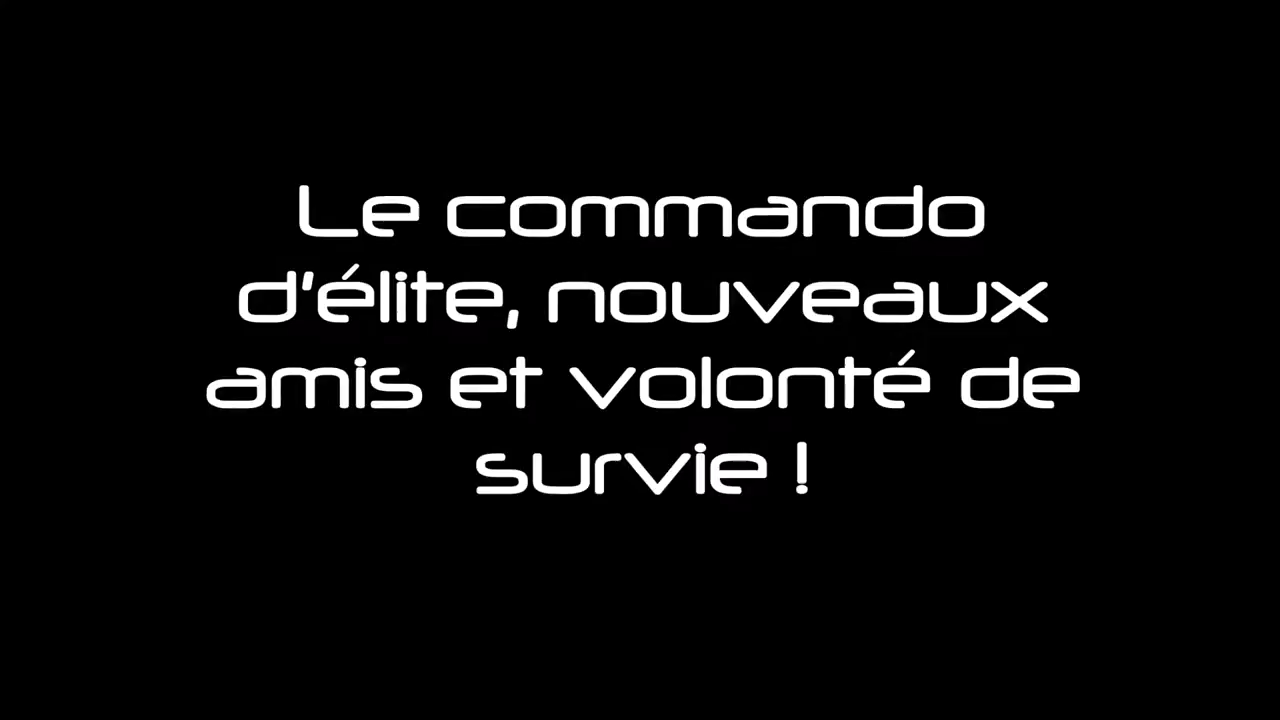 Le commando
d'élite, nouveaux
amis et volonté de
survie !